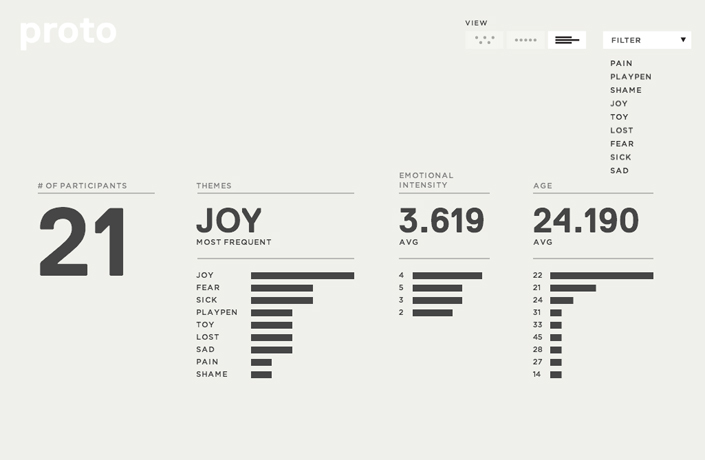 proto
VIEW
FILTER
PAIN
PLAYPEN
SHAME
JOY
TOY
LOST
FEAR
SICK
SAD
# OF PARTICIPANTS
21
THEMES
JOY
MOST FREQUENT
JOY
FEAR
SICK
PLAYPEN
TOY
LOST
SAD
PAIN
SHAME
EMOTIONAL
INTENSITY
3.619
AVG
4
5
3
2
AGE
24.190
AVG
22
21
24
31
33
45
28
27
14